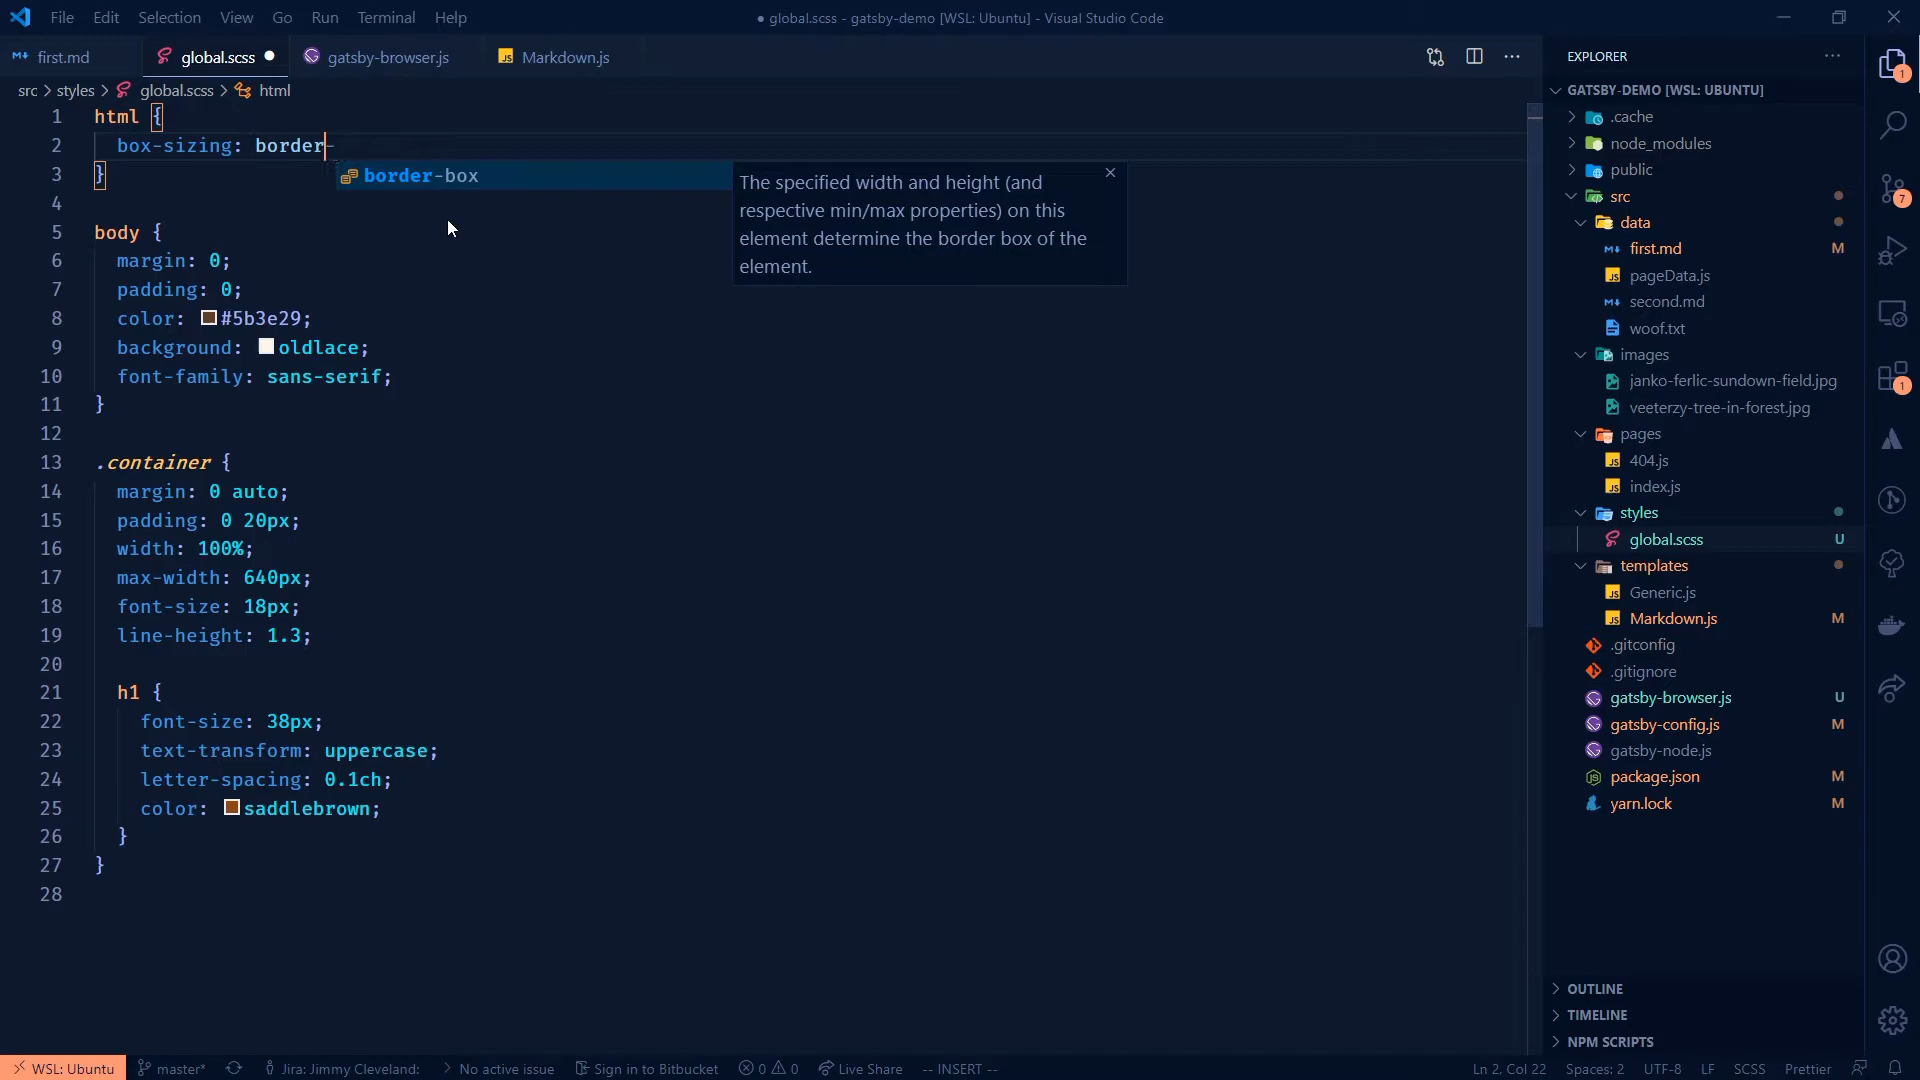 File Edit Selection View Go Run Terminal Help
● global.scss - gatsby-demo [WSL: Ubuntu] - Visual Studio Code
first.md
global.scss ●
gatsby-browser.js
JS Markdown.js
src > styles > global.scss > html
1 html {
2 box-sizing: border-
3 }
4
5 body {
6 margin: 0;
7 padding: 0;
8 color: #5b3e29;
9 background: oldlace;
10 font-family: sans-serif;
11 }
12
13 .container {
14 margin: 0 auto;
15 padding: 0 20px;
16 width: 100%;
17 max-width: 640px;
18 font-size: 18px;
19 line-height: 1.3;
20
21 h1 {
22 font-size: 38px;
23 text-transform: uppercase;
24 letter-spacing: 0.1ch;
25 color: saddlebrown;
26 }
27 }
28
border-box
The specified width and height (and
respective min/max properties) on this
element determine the border box of the
element.
EXPLORER
GATSBY-DEMO [WSL: UBUNTU]
.cache
node_modules
public
src
data
first.md M
JS pageData.js
second.md
woof.txt
images
janko-ferlic-sundown-field.jpg
veeterzy-tree-in-forest.jpg
pages
JS 404.js
JS index.js
styles
global.scss U
templates
JS Generic.js
JS Markdown.js M
.gitconfig
.gitignore
gatsby-browser.js U
gatsby-config.js M
gatsby-node.js
package.json M
yarn.lock M
OUTLINE
TIMELINE
NPM SCRIPTS
1
7
1
WSL: Ubuntu master* Jira: Jimmy Cleveland: > No active issue Sign in to Bitbucket 0 0 Live Share -- INSERT -- Ln 2, Col 22 Spaces: 2 UTF-8 LF SCSS Prettier